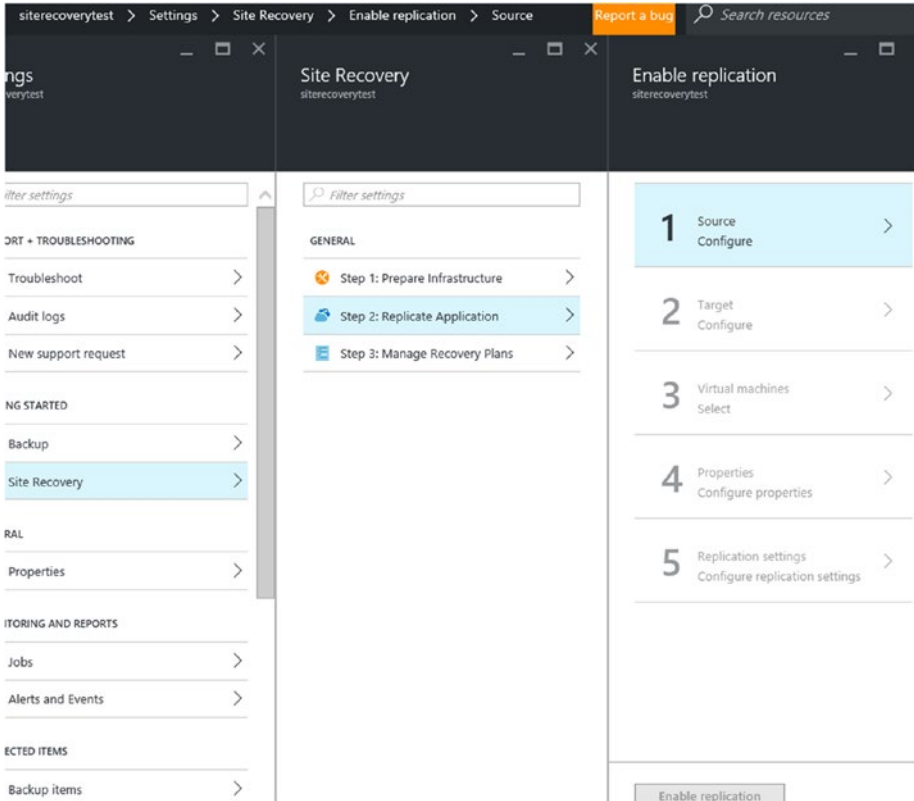 siterecoverytest > Settings > Site Recovery > Enable replication > Source
Report a bug
Search resources
ngs
verytest
ilter settings
ORT + TROUBLESHOOTING
Troubleshoot
Audit logs
New support request
NG STARTED
Backup
Site Recovery
RAL
Properties
ITORING AND REPORTS
Jobs
Alerts and Events
ECTED ITEMS
Backup items
Site Recovery
siterecoverytest
Filter settings
GENERAL
Step 1: Prepare Infrastructure
Step 2: Replicate Application
Step 3: Manage Recovery Plans
Enable replication
siterecoverytest
1 Source
Configure
2 Target
Configure
3 Virtual machines
Select
4 Properties
Configure properties
5 Replication settings
Configure replication settings
Enable replication